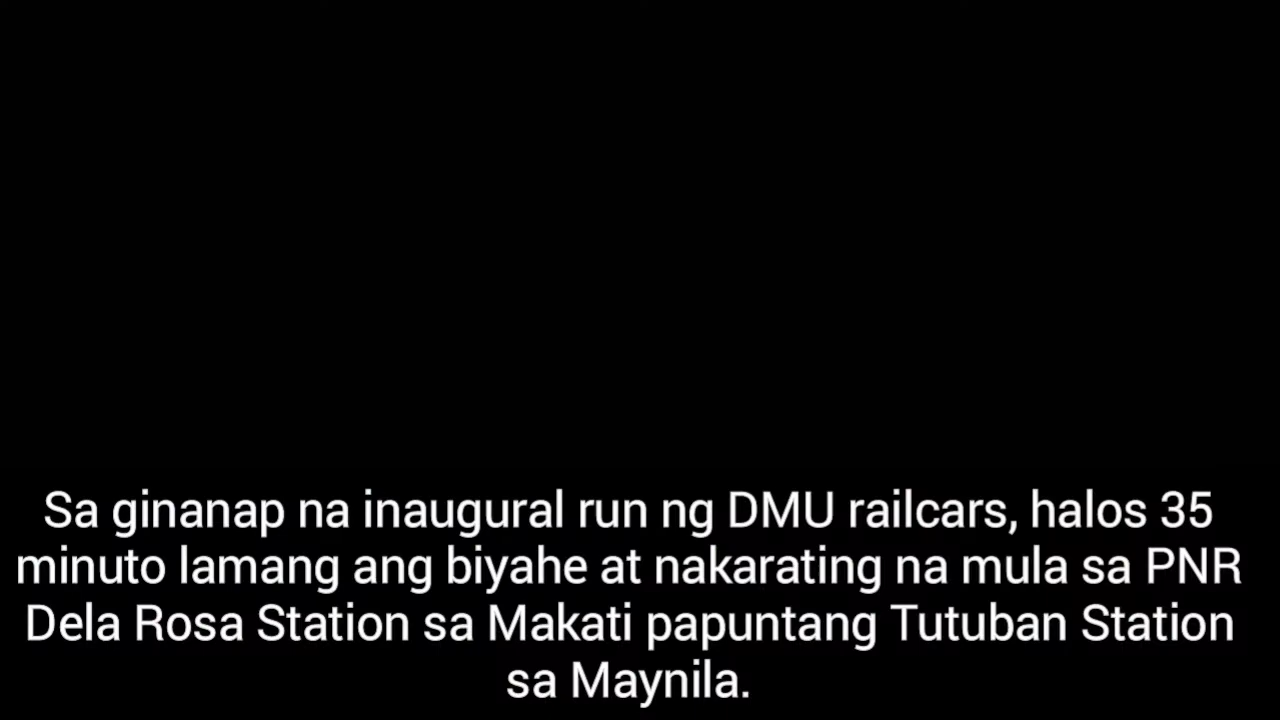 Sa ginanap na inaugural run ng DMU railcars, halos 35
minuto lamang ang biyahe at nakarating na mula sa PNR
Dela Rosa Station sa Makati papuntang Tutuban Station
sa Maynila.